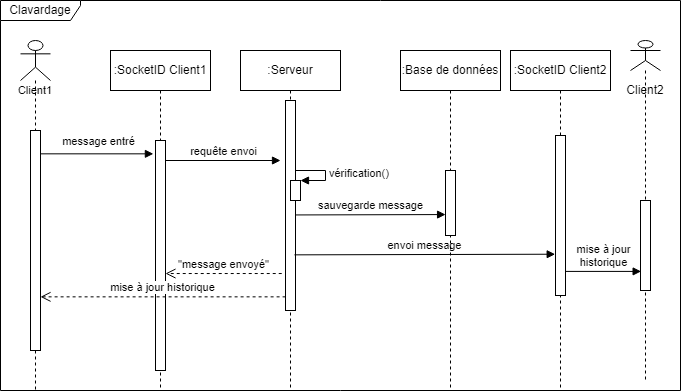 Clavardage
:SocketID Client1
:Serveur
:Base de données
:SocketID Client2
Client1
Client2
message entré
requête envoi
vérification()
sauvegarde message
envoi message
mise à jour
historique
"message envoyé"
mise à jour historique